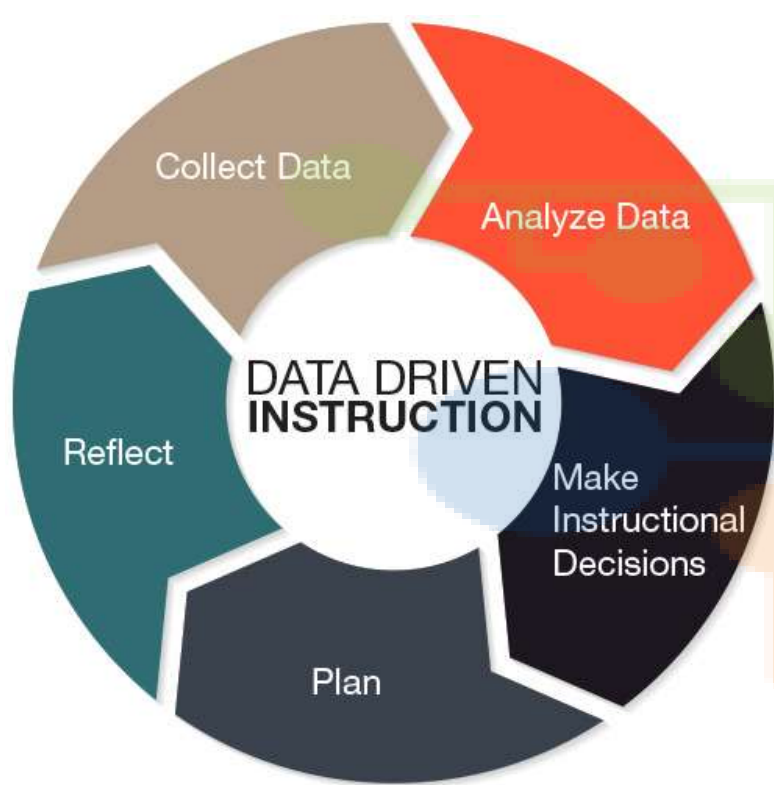 DATA DRIVEN
INSTRUCTION
Collect Data
Analyze Data
Make
Instructional
Decisions
Plan
Reflect